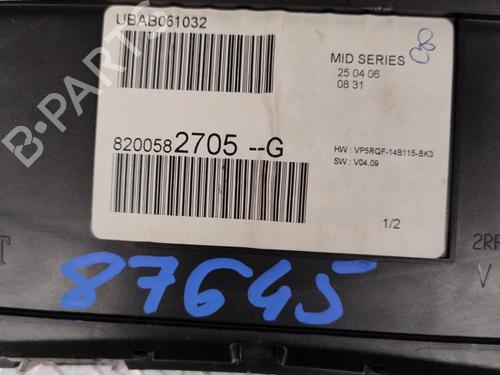 UBAB061032
MID SERIES
08
25 04 06
08 31
8200582705 --G
HW : VP5RQF-14B115-BK3
SW : V04.09
1/2
87645
B-PARTS